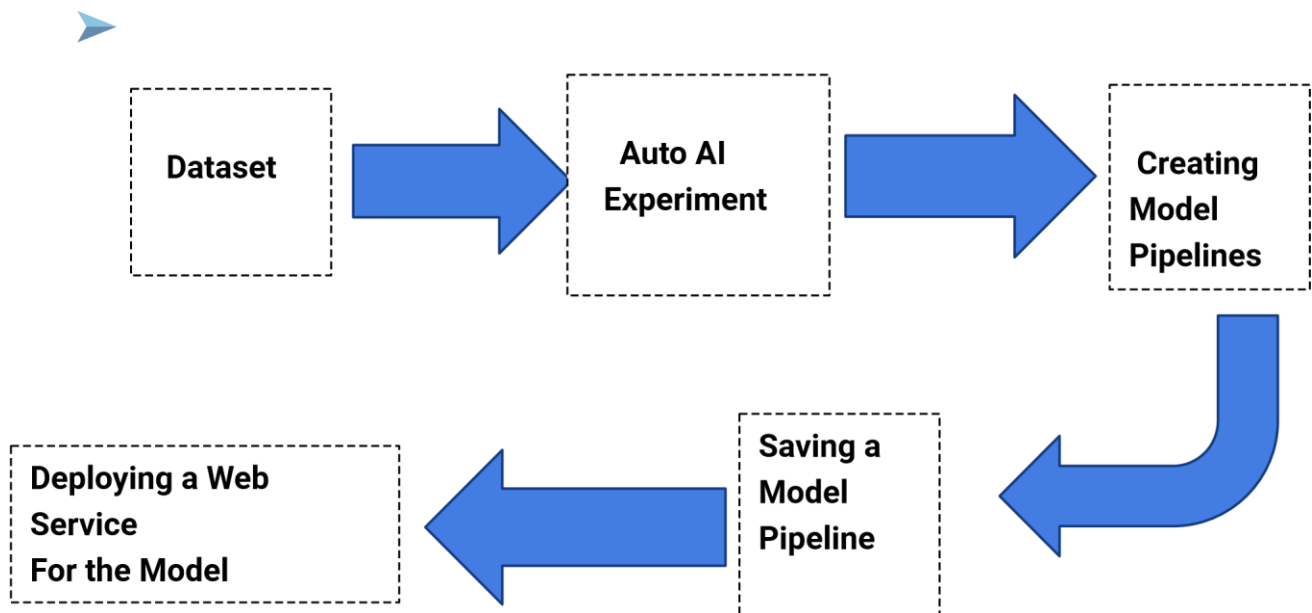 Dataset
Auto AI
Experiment
Creating
Model
Pipelines
Saving a
Model
Pipeline
Deploying a Web
Service
For the Model